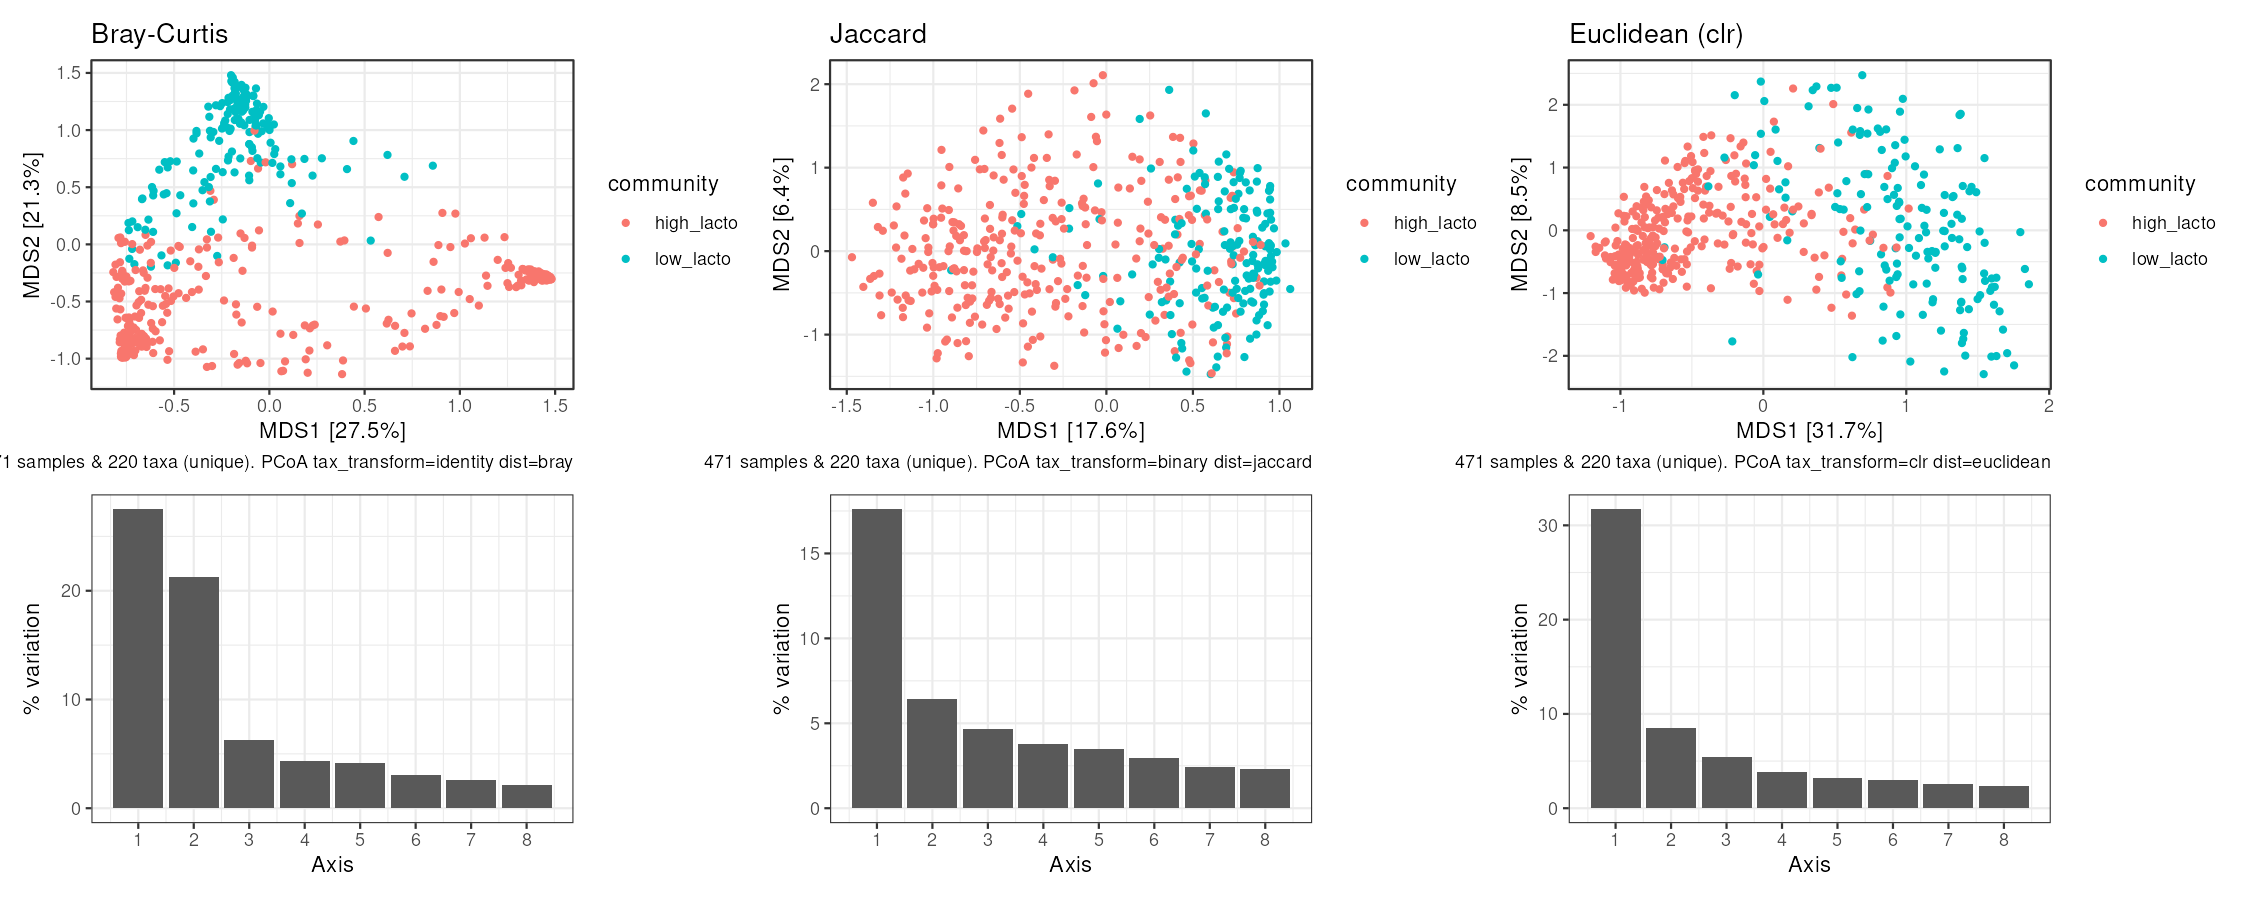 Bray-Curtis
1.5
1.0
0.5
0.0
-0.5
-1.0
MDS2 [21.3%]
-0.5 0.0 0.5 1.0 1.5
MDS1 [27.5%]
community
high_lacto
low_lacto
1 samples & 220 taxa (unique). PCoA tax_transform=identity dist=bray
Jaccard
2
1
0
-1
MDS2 [6.4%]
-1.5 -1.0 -0.5 0.0 0.5 1.0
MDS1 [17.6%]
community
high_lacto
low_lacto
471 samples & 220 taxa (unique). PCoA tax_transform=binary dist=jaccard
Euclidean (clr)
2
1
0
-1
-2
MDS2 [8.5%]
-1 0 1 2
MDS1 [31.7%]
community
high_lacto
low_lacto
471 samples & 220 taxa (unique). PCoA tax_transform=clr dist=euclidean
20
10
0
% variation
1 2 3 4 5 6 7 8
Axis
15
10
5
0
% variation
1 2 3 4 5 6 7 8
Axis
30
20
10
0
% variation
1 2 3 4 5 6 7 8
Axis